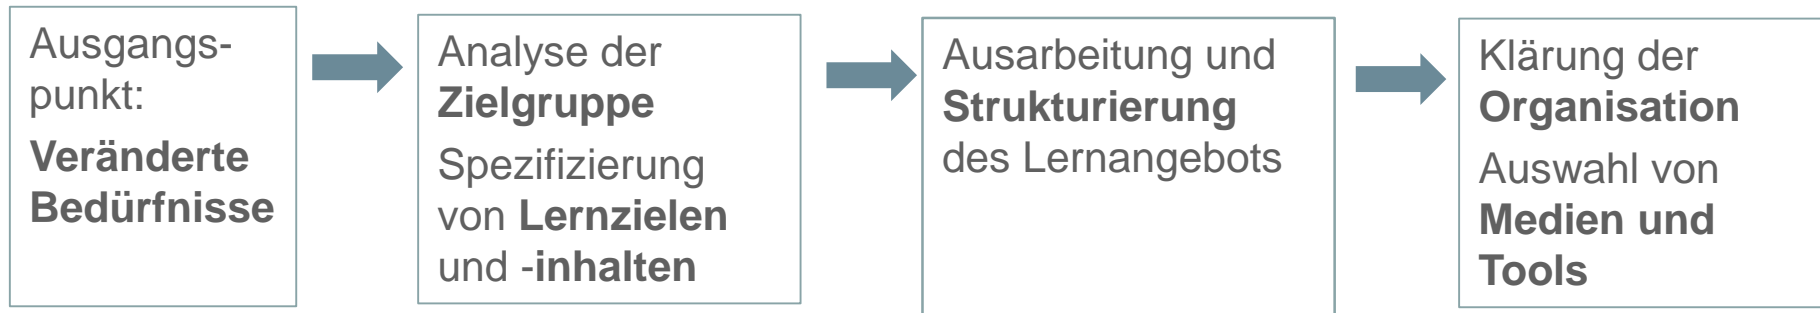 Ausgangs-
punkt:
Veränderte
Bedürfnisse
Analyse der
Zielgruppe
Spezifizierung
von Lernzielen
und -inhalten
Ausarbeitung und
Strukturierung
des Lernangebots
Klärung der
Organisation
Auswahl von
Medien und
Tools